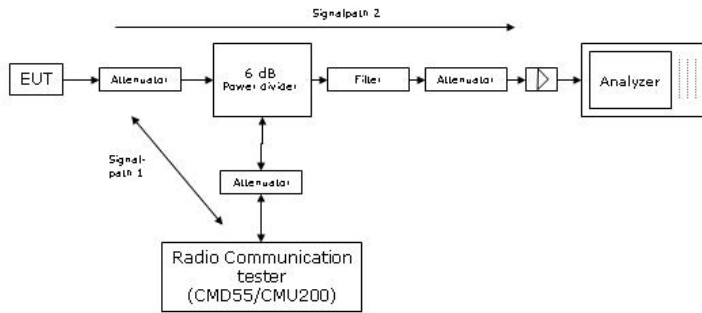 Signalpath 2
EUT
Attenuator
6 dB
Power divider
Filter
Attenuator
Analyzer
Signal-
path 1
Attenuator
Radio Communication
tester
(CMD55/CMU200)